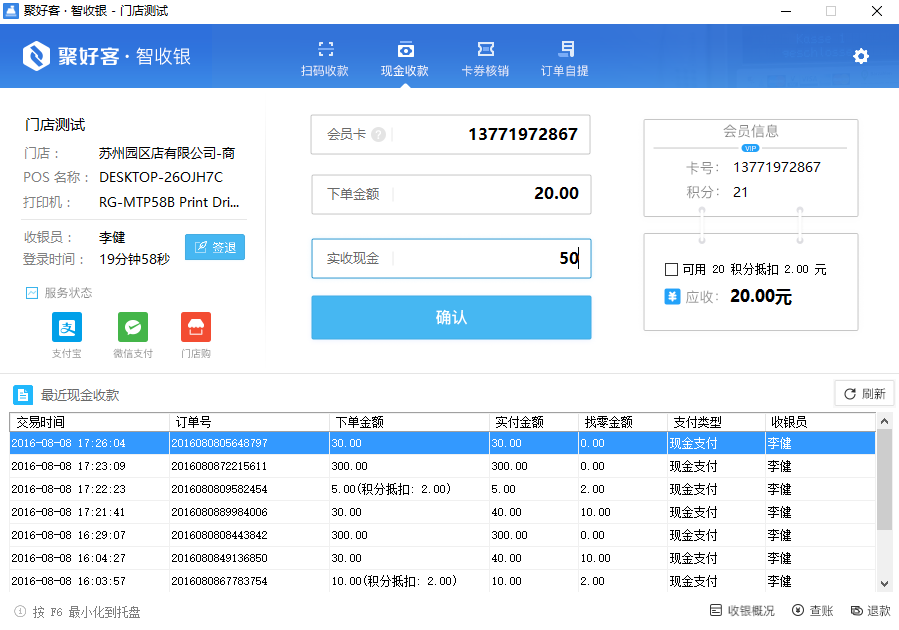 聚好客 · 智收银 - 门店测试
聚好客 · 智收银
扫码收款 现金收款 卡券核销 订单自提
门店测试
门店： 苏州园区店有限公司-商
POS 名称： DESKTOP-26OJH7C
打印机： RG-MTP58B Print Dri...
收银员： 李健
登录时间： 19分钟58秒
签退
服务状态
支付宝 微信支付 门店购
会员卡 ? 13771972867
下单金额 20.00
实收现金 50
确认
会员信息
VIP
卡号： 13771972867
积分： 21
可用 20 积分抵扣 2.00 元
¥ 应收： 20.00元
最近现金收款 刷新
交易时间 订单号 下单金额 实付金额 找零金额 支付类型 收银员
2016-08-08 17:26:04 2016080805648797 30.00 30.00 0.00 现金支付 李健
2016-08-08 17:23:09 2016080872215611 300.00 300.00 0.00 现金支付 李健
2016-08-08 17:22:23 2016080809582454 5.00(积分抵扣: 2.00) 5.00 2.00 现金支付 李健
2016-08-08 17:21:41 2016080889984006 30.00 40.00 10.00 现金支付 李健
2016-08-08 16:29:07 2016080808443842 300.00 300.00 0.00 现金支付 李健
2016-08-08 16:04:27 2016080849136850 30.00 40.00 10.00 现金支付 李健
2016-08-08 16:03:57 2016080867783754 10.00(积分抵扣: 2.00) 10.00 2.00 现金支付 李健
按 F6 最小化到托盘 收银概况 查账 退款